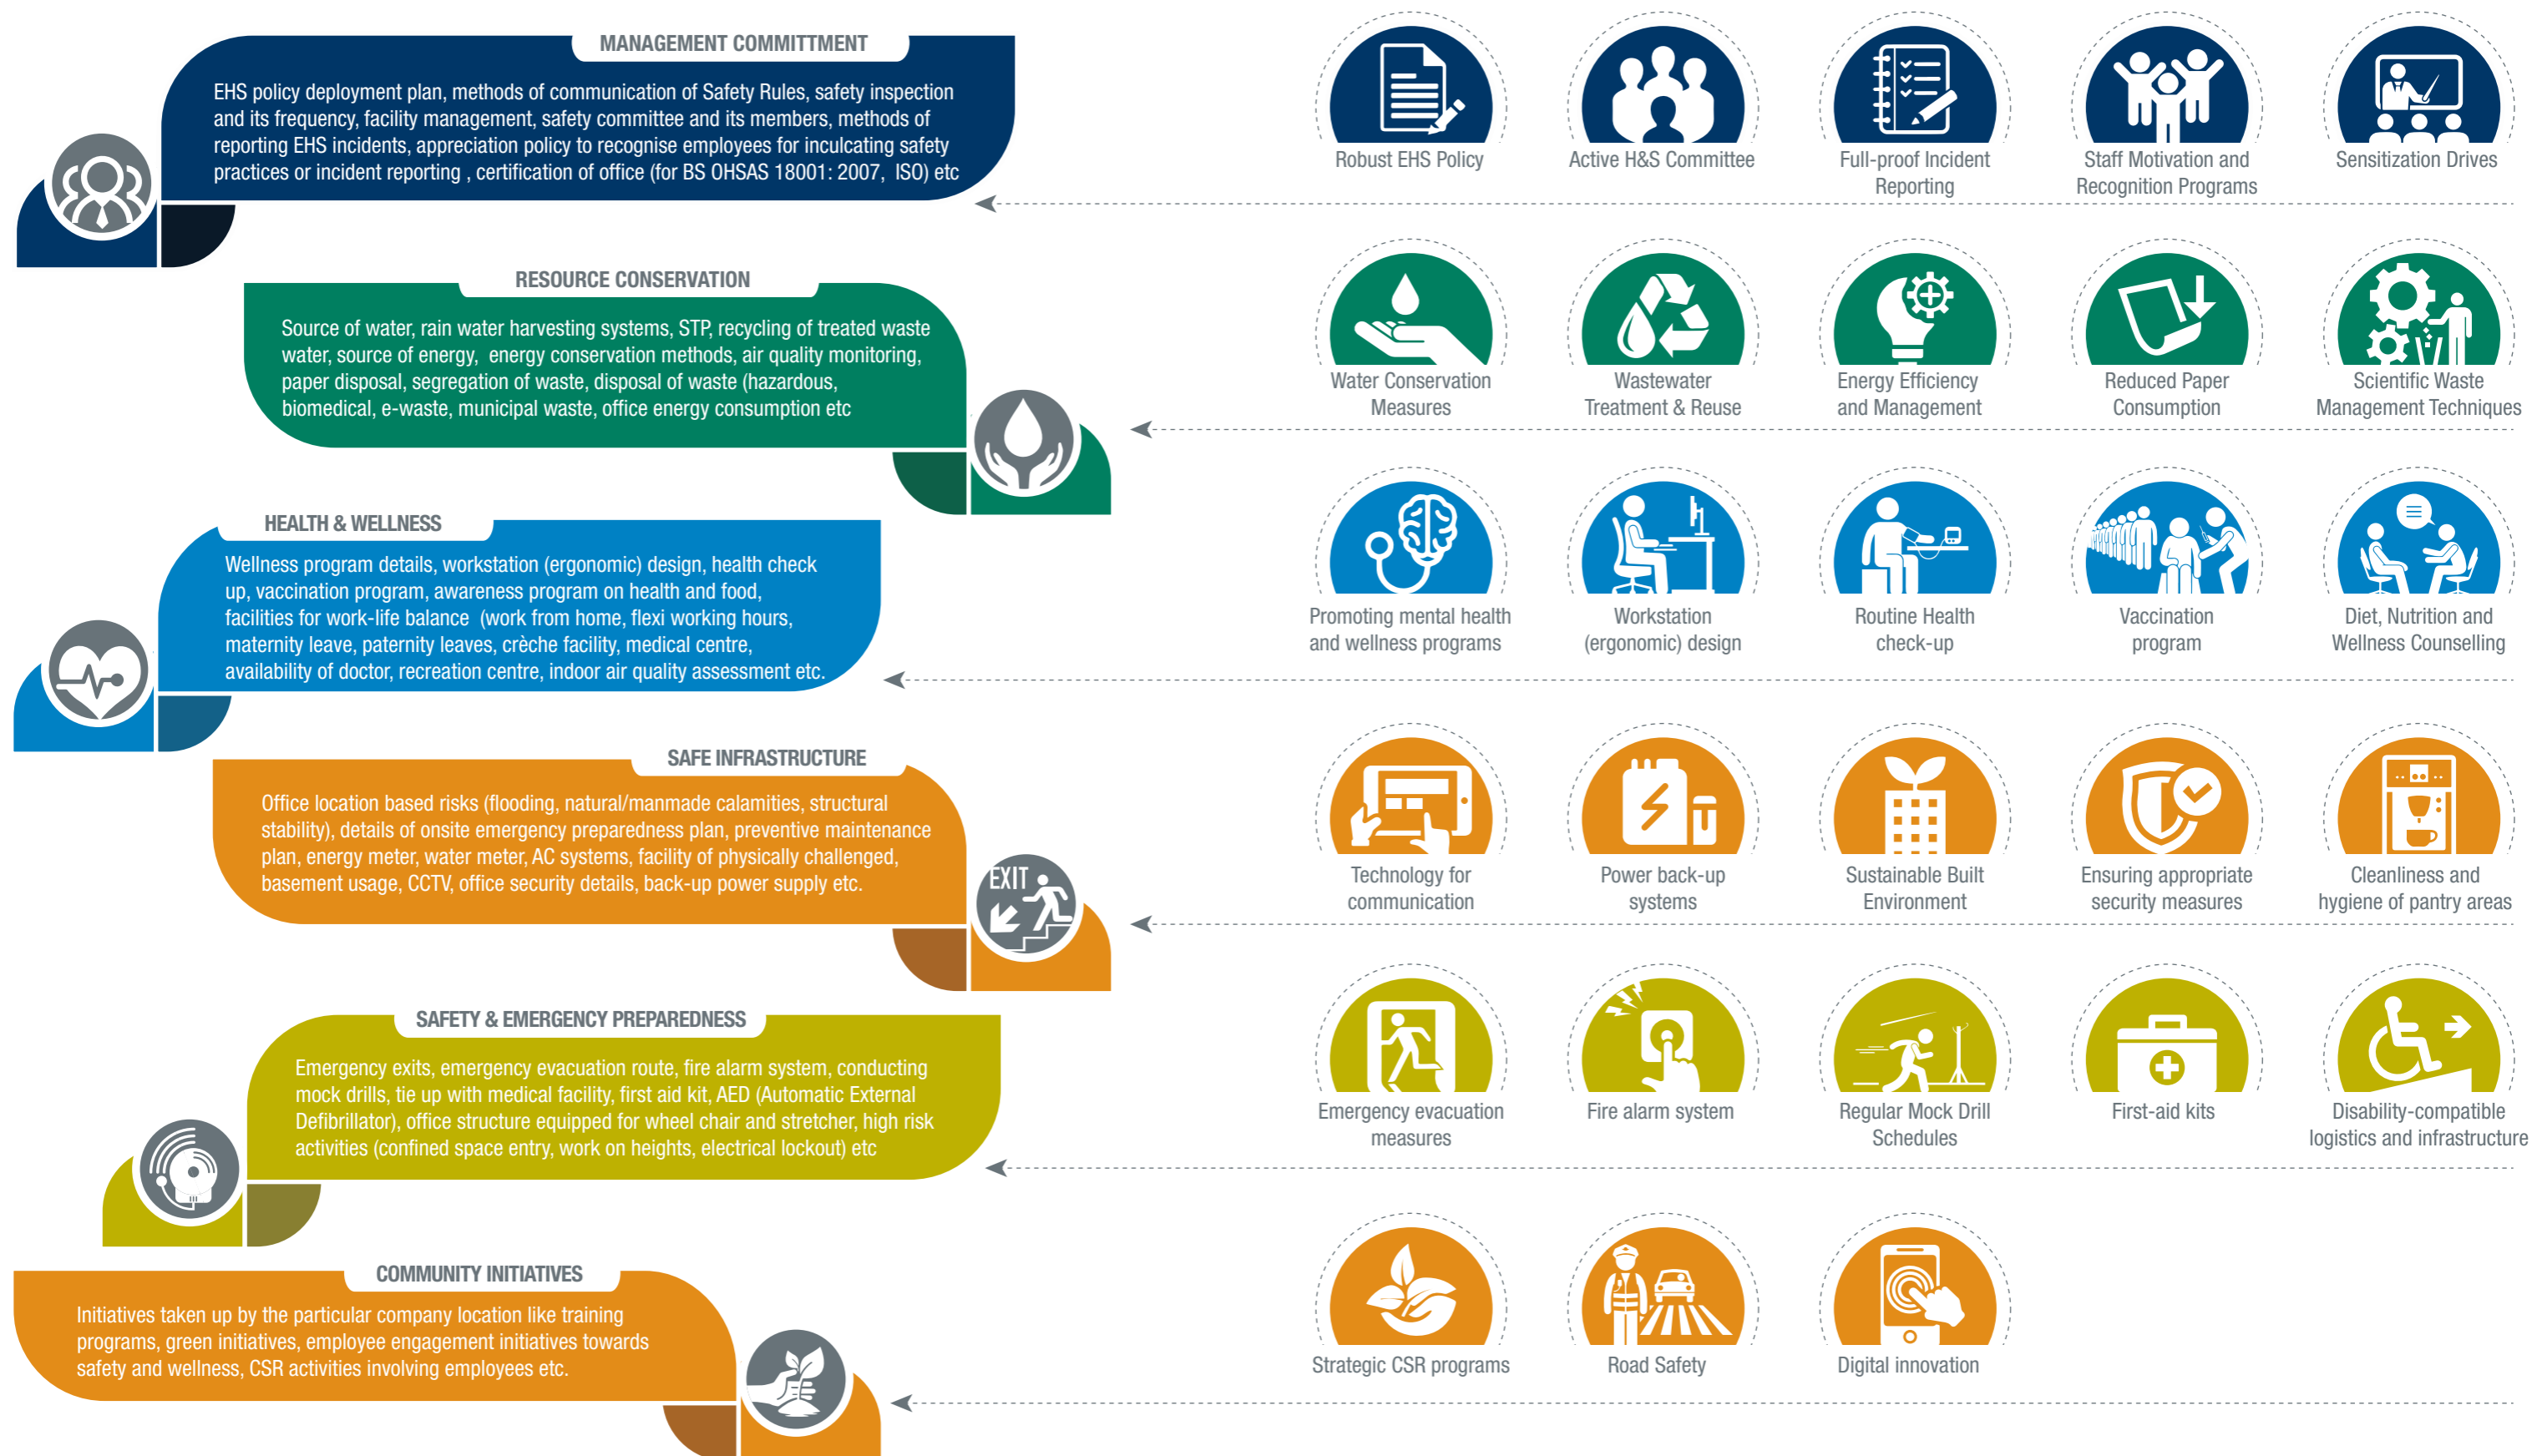 MANAGEMENT COMMITTMENT
EHS policy deployment plan, methods of communication of Safety Rules, safety inspection
and its frequency, facility management, safety committee and its members, methods of
reporting EHS incidents, appreciation policy to recognise employees for inculcating safety
practices or incident reporting , certification of office (for BS OHSAS 18001: 2007, ISO) etc
Robust EHS Policy
Active H&S Committee
Full-proof Incident
Reporting
Staff Motivation and
Recognition Programs
Sensitization Drives
RESOURCE CONSERVATION
Source of water, rain water harvesting systems, STP, recycling of treated waste
water, source of energy, energy conservation methods, air quality monitoring,
paper disposal, segregation of waste, disposal of waste (hazardous,
biomedical, e-waste, municipal waste, office energy consumption etc
Water Conservation
Measures
Wastewater
Treatment & Reuse
Energy Efficiency
and Management
Reduced Paper
Consumption
Scientific Waste
Management Techniques
HEALTH & WELLNESS
Wellness program details, workstation (ergonomic) design, health check
up, vaccination program, awareness program on health and food,
facilities for work-life balance (work from home, flexi working hours,
maternity leave, paternity leaves, crèche facility, medical centre,
availability of doctor, recreation centre, indoor air quality assessment etc.
Promoting mental health
and wellness programs
Workstation
(ergonomic) design
Routine Health
check-up
Vaccination
program
Diet, Nutrition and
Wellness Counselling
SAFE INFRASTRUCTURE
Office location based risks (flooding, natural/manmade calamities, structural
stability), details of onsite emergency preparedness plan, preventive maintenance
plan, energy meter, water meter, AC systems, facility of physically challenged,
basement usage, CCTV, office security details, back-up power supply etc.
EXIT
Technology for
communication
Power back-up
systems
Sustainable Built
Environment
Ensuring appropriate
security measures
Cleanliness and
hygiene of pantry areas
SAFETY & EMERGENCY PREPAREDNESS
Emergency exits, emergency evacuation route, fire alarm system, conducting
mock drills, tie up with medical facility, first aid kit, AED (Automatic External
Defibrillator), office structure equipped for wheel chair and stretcher, high risk
activities (confined space entry, work on heights, electrical lockout) etc
Emergency evacuation
measures
Fire alarm system
Regular Mock Drill
Schedules
First-aid kits
Disability-compatible
logistics and infrastructure
COMMUNITY INITIATIVES
Initiatives taken up by the particular company location like training
programs, green initiatives, employee engagement initiatives towards
safety and wellness, CSR activities involving employees etc.
Strategic CSR programs
Road Safety
Digital innovation